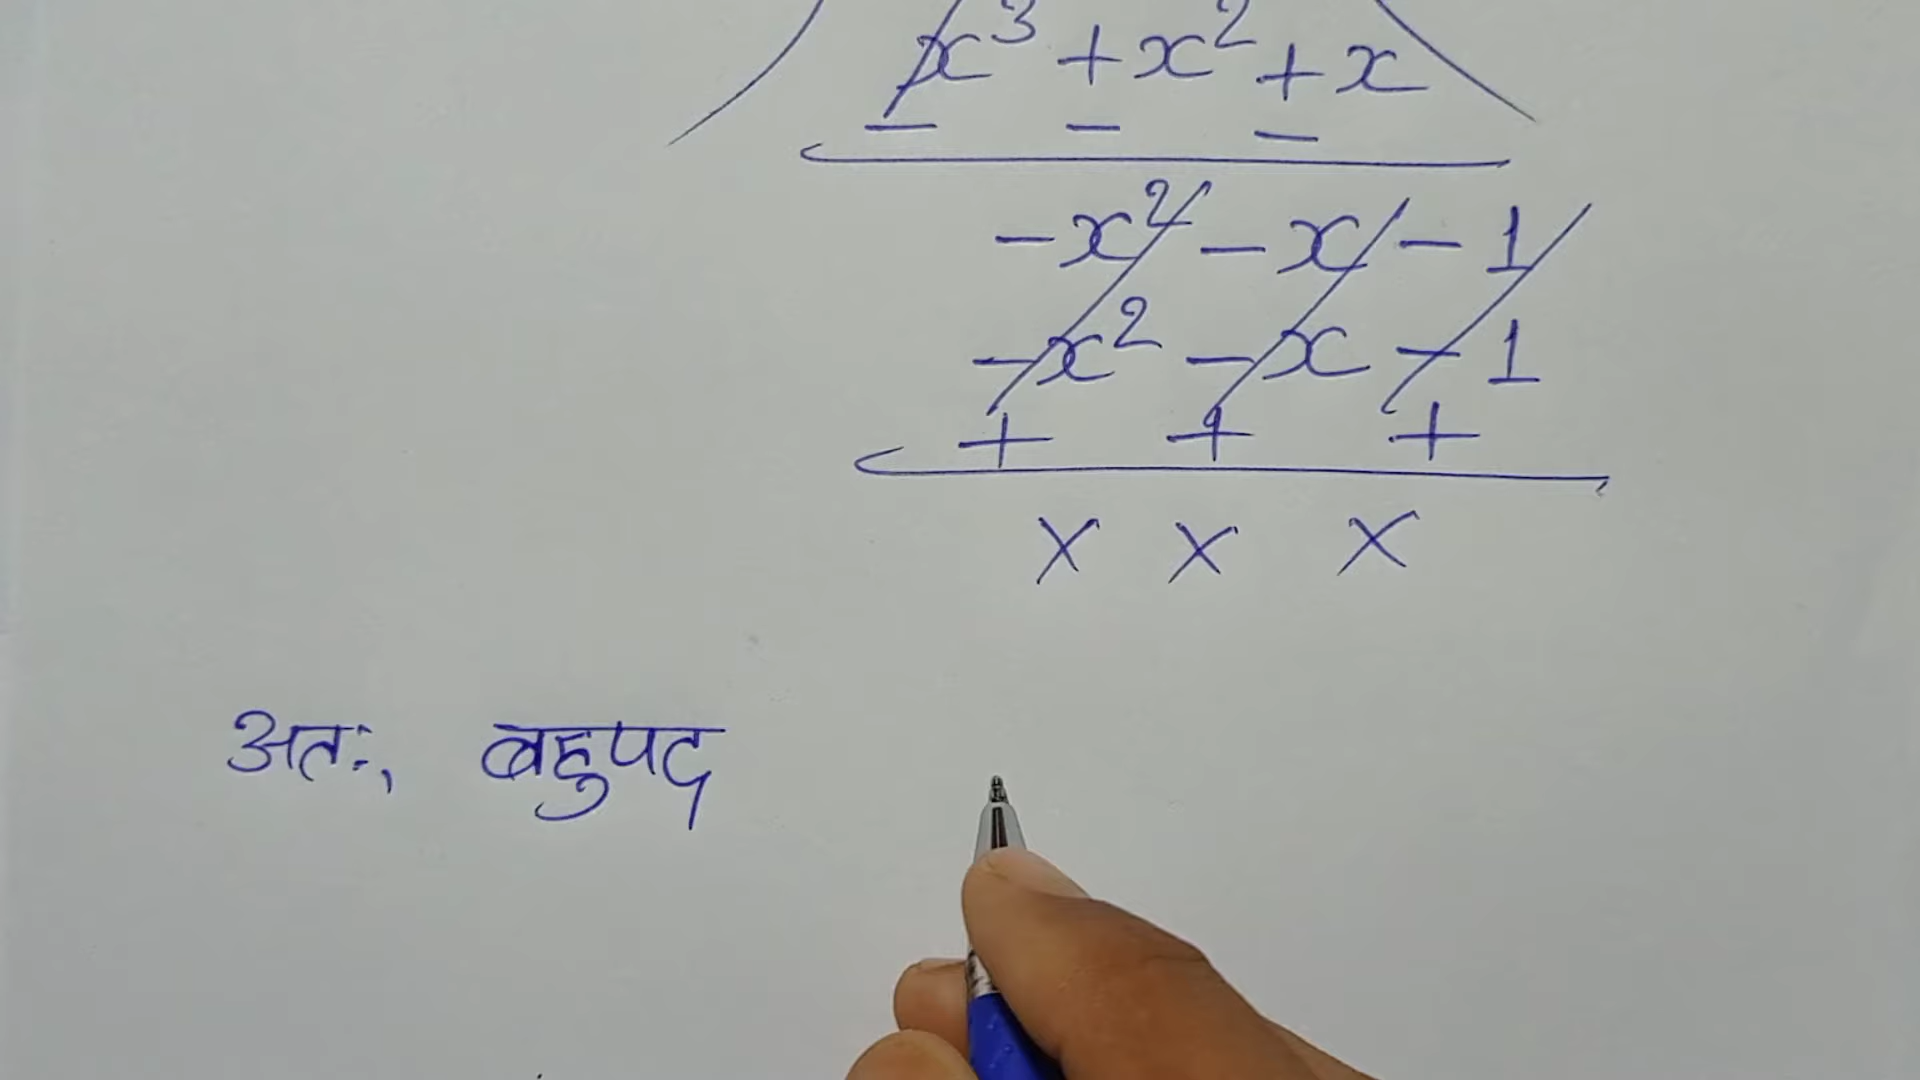 x³ + x² + x
− − −
−x² − x − 1
−x² − x − 1
+ + +
x x x
अतः, बहुपद